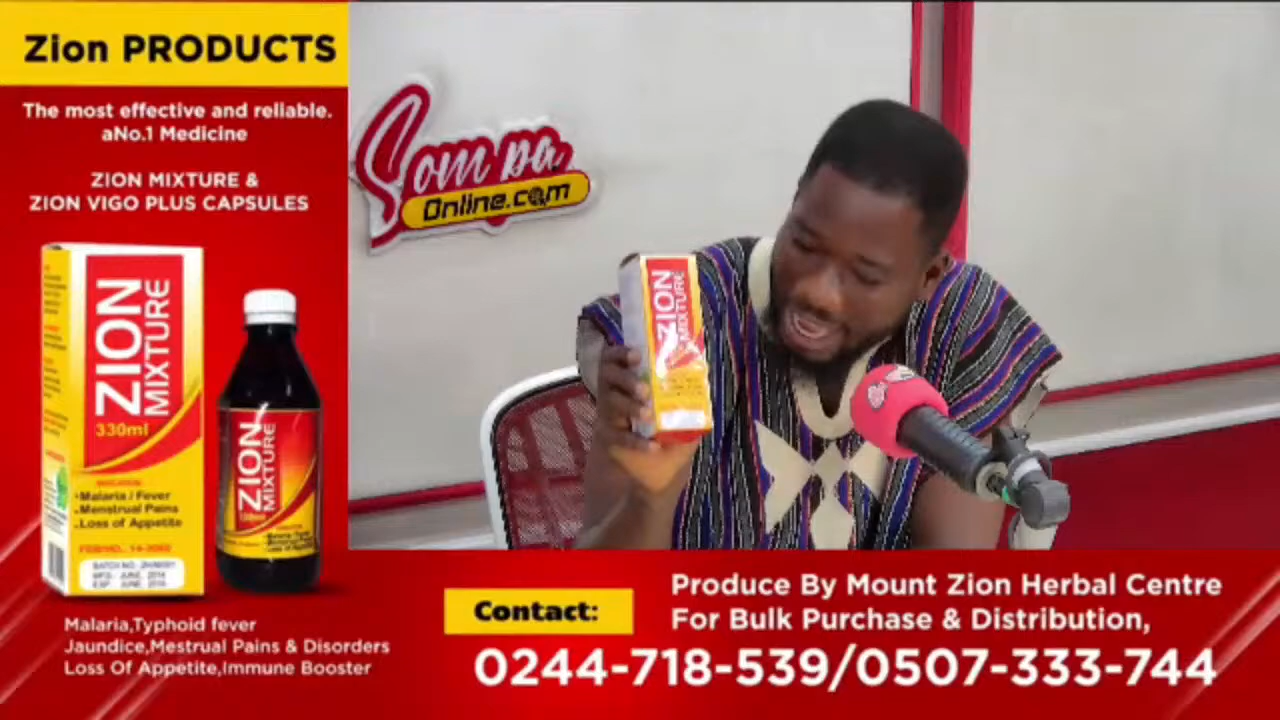 Zion PRODUCTS
The most effective and reliable.
aNo.1 Medicine
ZION MIXTURE &
ZION VIGO PLUS CAPSULES
ZION
MIXTURE
330ml
Malaria / Fever
Menstrual Pains
Loss of Appetite
ZION
MIXTURE
Malaria,Typhoid fever
Jaundice,Mestrual Pains & Disorders
Loss Of Appetite,Immune Booster
Sompa
Online.com
ZION
MIXTURE
Contact:
Produce By Mount Zion Herbal Centre
For Bulk Purchase & Distribution,
0244-718-539/0507-333-744